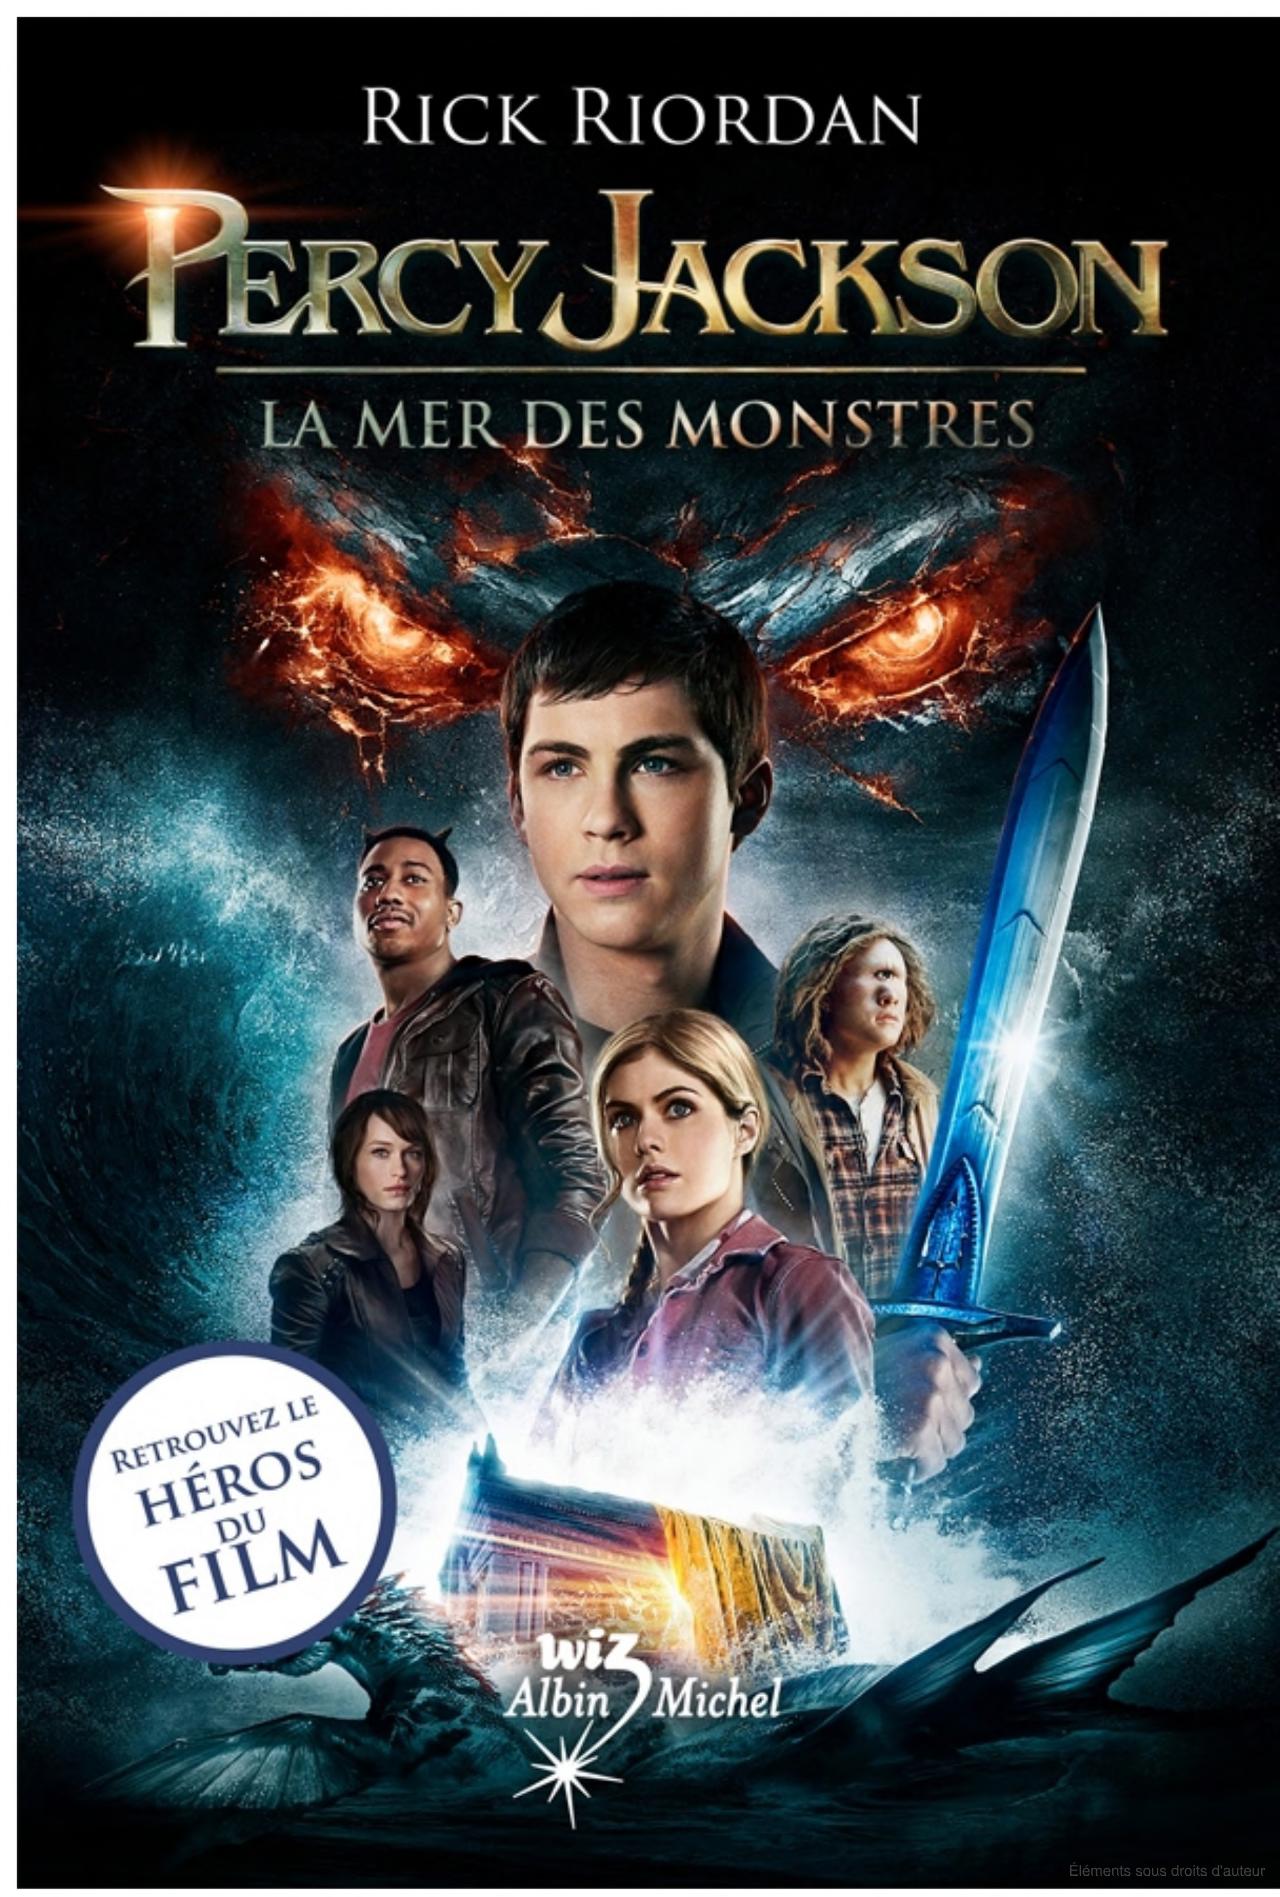 RICK RIORDAN
PERCY JACKSON
LA MER DES MONSTRES
RETROUVEZ LE
HÉROS
DU
FILM
wiz
Albin Michel
Éléments sous droits d'auteur